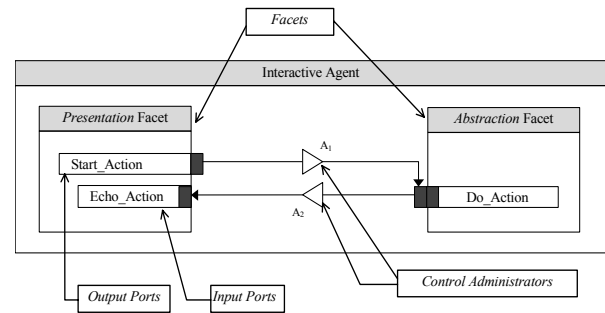 Facets
Interactive Agent
Presentation Facet
Abstraction Facet
A1
Start_Action
Echo_Action
Do_Action
A2
Output Ports
Input Ports
Control Administrators